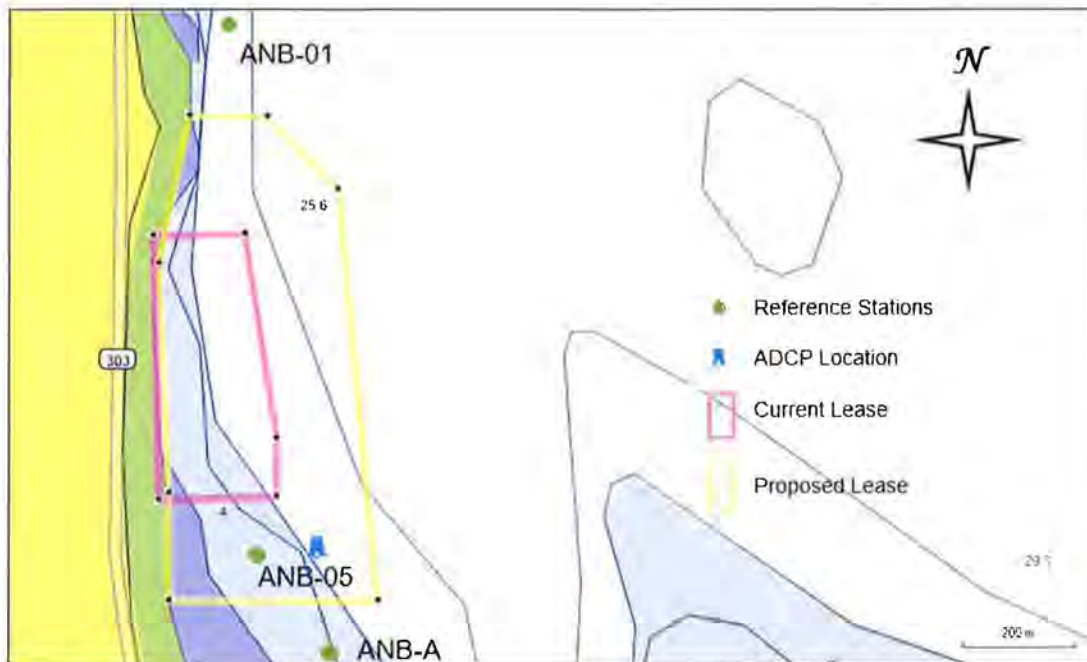 ANB-01
N
25 6
Reference Stations
303
ADCP Location
Current Lease
Proposed Lease
4
ANB-05
200 m
ANB-A